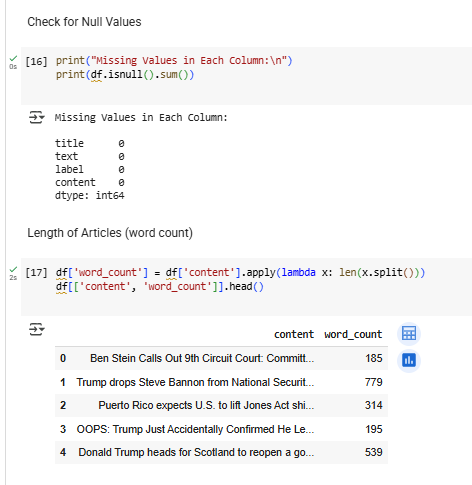 Check for Null Values
0s [16] print("Missing Values in Each Column:\n")
print(df.isnull().sum())
Missing Values in Each Column:
title 0
text 0
label 0
content 0
dtype: int64
Length of Articles (word count)
2s [17] df['word_count'] = df['content'].apply(lambda x: len(x.split()))
df[['content', 'word_count']].head()
content word_count
0 Ben Stein Calls Out 9th Circuit Court: Committ... 185
1 Trump drops Steve Bannon from National Securit... 779
2 Puerto Rico expects U.S. to lift Jones Act shi... 314
3 OOPS: Trump Just Accidentally Confirmed He Le... 195
4 Donald Trump heads for Scotland to reopen a go... 539